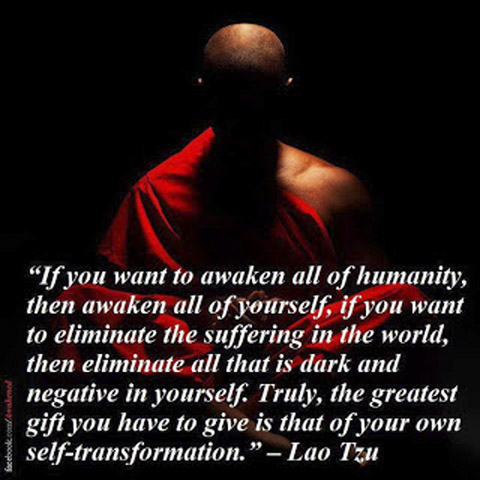 “If you want to awaken all of humanity,
then awaken all of yourself, if you want
to eliminate the suffering in the world,
then eliminate all that is dark and
negative in yourself. Truly, the greatest
gift you have to give is that of your own
self-transformation.” – Lao Tzu
facebook.com/Awakened